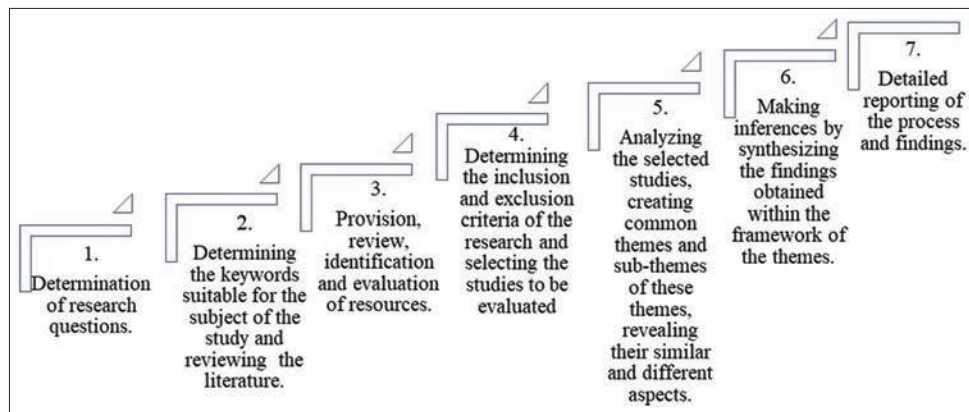 1.
Determination
of research
questions.
2.
Determining
the keywords
suitable for the
subject of the
study and
reviewing the
literature.
3.
Provision,
review,
identification
and evaluation
of resources.
4.
Determining
the inclusion
and exclusion
criteria of the
research and
selecting the
studies to be
evaluated
5.
Analyzing
the selected
studies,
creating
common
themes and
sub-themes
of these
themes,
revealing
their similar
and different
aspects.
6.
Making
inferences by
synthesizing
the findings
obtained
within the
framework of
the themes.
7.
Detailed
reporting of
the process
and findings.